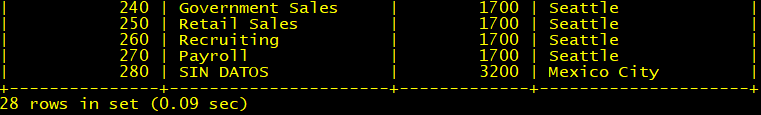 |         240 | Government Sales     |        1700 | Seattle             |
|         250 | Retail Sales         |        1700 | Seattle             |
|         260 | Recruiting           |        1700 | Seattle             |
|         270 | Payroll              |        1700 | Seattle             |
|         280 | SIN DATOS            |        3200 | Mexico City         |
+---------------+----------------------+-------------+---------------------+
28 rows in set (0.09 sec)